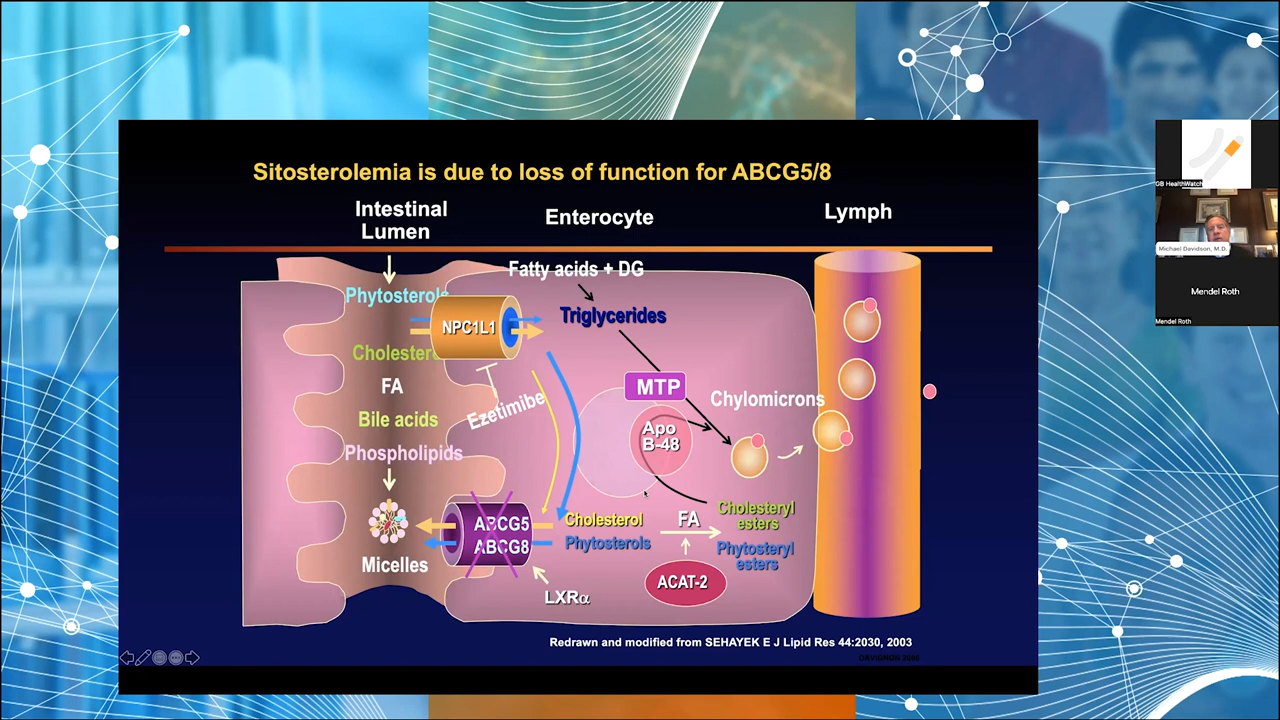 Sitosterolemia is due to loss of function for ABCG5/8
Intestinal
Lumen
Enterocyte
Lymph
Fatty acids + DG
Phytosterols
Triglycerides
NPC1L1
Cholester
FA
MTP
Chylomicrons
Ezetimibe
Bile acids
Apo
B-48
Phospholipids
ABCG5
ABCG8
Cholesterol
Phytosterols
FA
Cholesteryl
esters
Phytosteryl
esters
Micelles
ACAT-2
LXRα
Redrawn and modified from SEHAYEK E J Lipid Res 44:2030, 2003
GB HealthWatch
Michael Davidson, M.D.
Mendel Roth
Mendel Roth